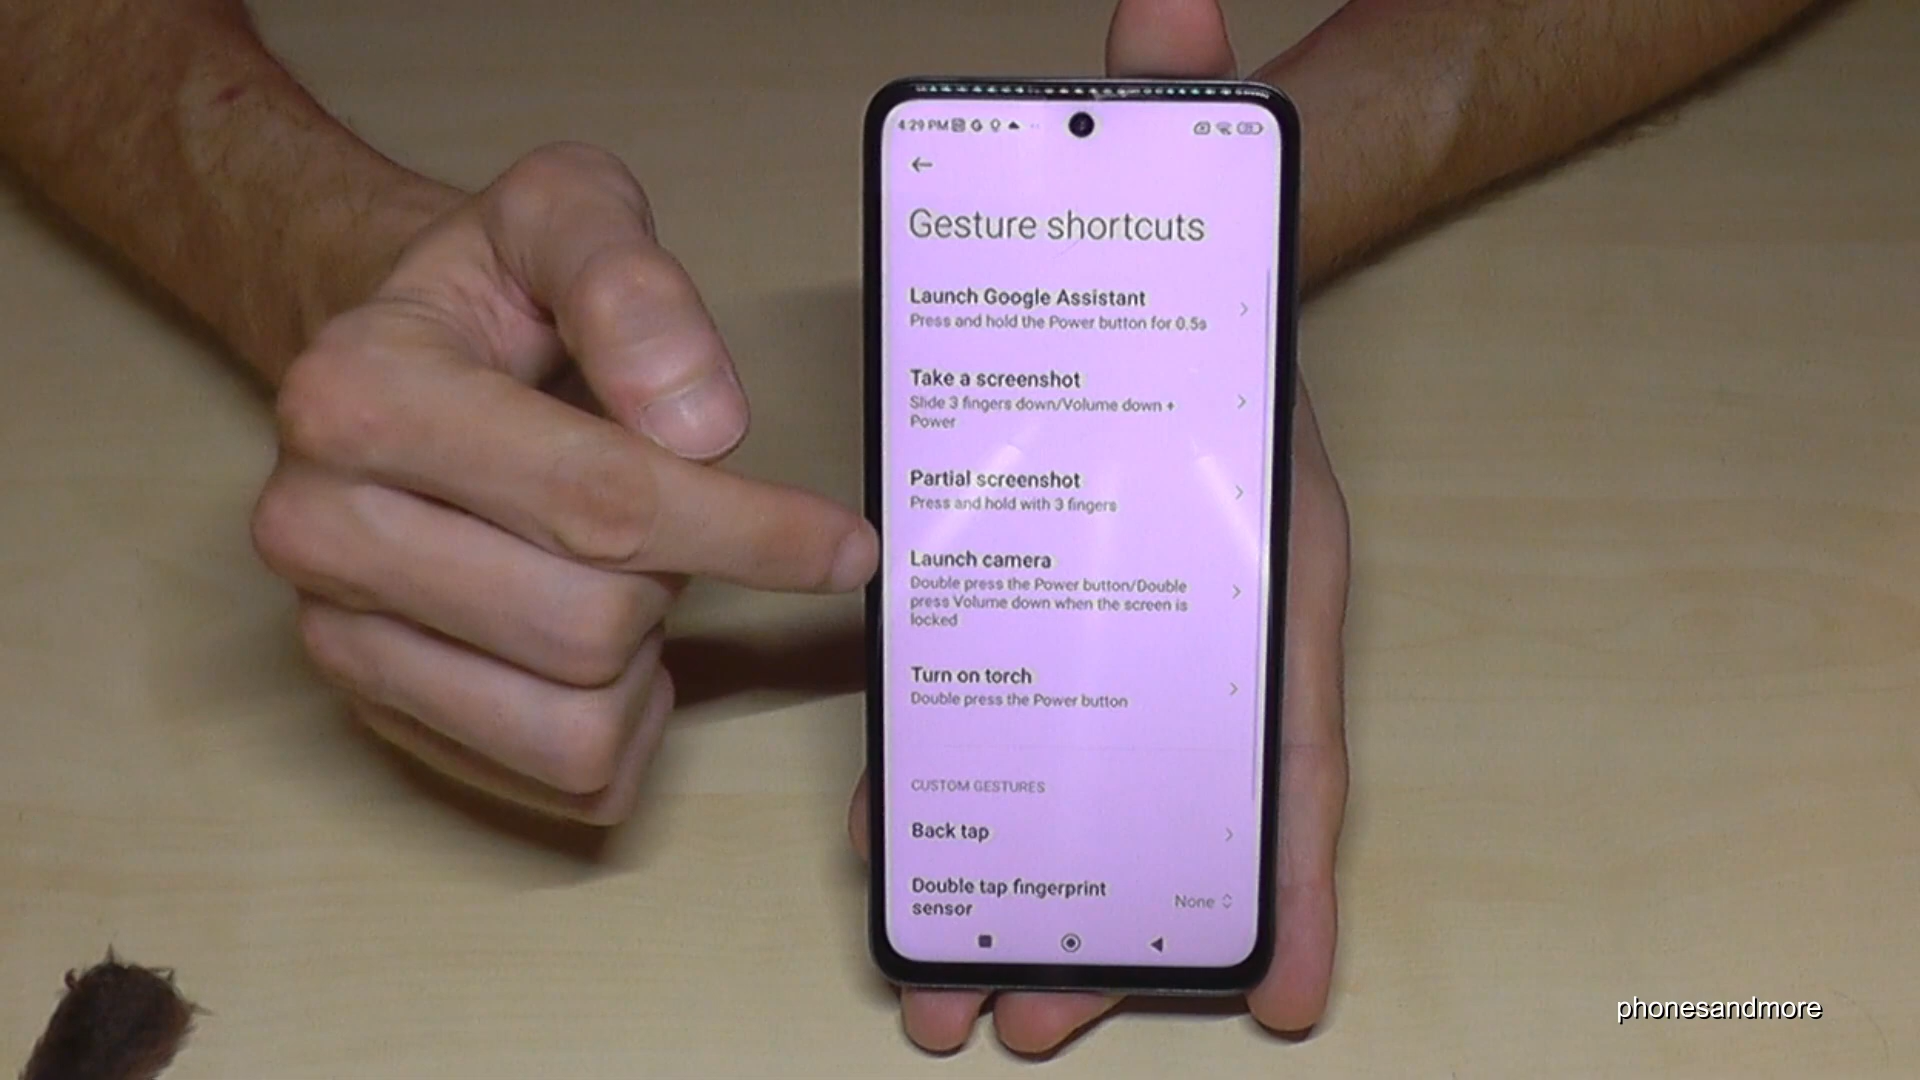 4:29 PM
Gesture shortcuts
Launch Google Assistant
Press and hold the Power button for 0.5s
Take a screenshot
Slide 3 fingers down/Volume down +
Power
Partial screenshot
Press and hold with 3 fingers
Launch camera
Double press the Power button/Double
press Volume down when the screen is
locked
Turn on torch
Double press the Power button
CUSTOM GESTURES
Back tap
Double tap fingerprint
sensor
None
phonesandmore